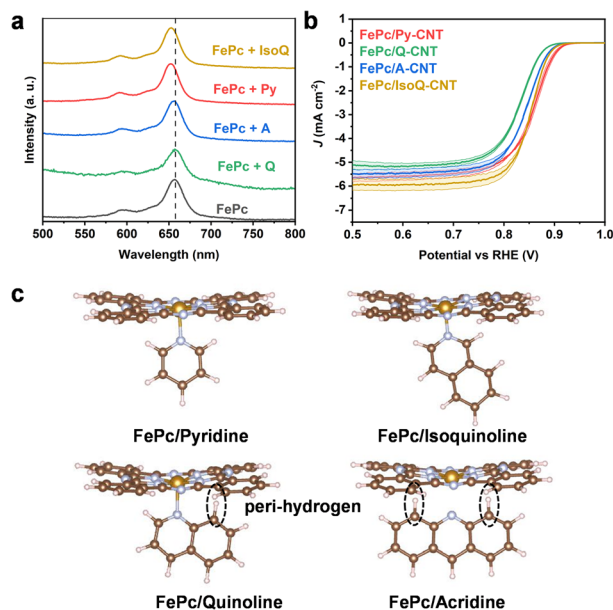 a
FePc + IsoQ
FePc + Py
FePc + A
FePc + Q
FePc
Intensity (a. u.)
500 550 600 650 700 750 800
Wavelength (nm)
b
FePc/Py-CNT
FePc/Q-CNT
FePc/A-CNT
FePc/IsoQ-CNT
J (mA cm⁻²)
1
0
-1
-2
-3
-4
-5
-6
-7
0.5 0.6 0.7 0.8 0.9 1.0
Potential vs RHE (V)
c
FePc/Pyridine
FePc/Isoquinoline
peri-hydrogen
FePc/Quinoline
FePc/Acridine